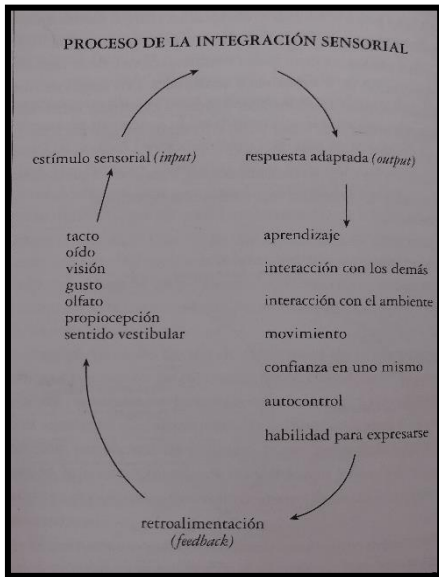 PROCESO DE LA INTEGRACIÓN SENSORIAL
estímulo sensorial (input)
respuesta adaptada (output)
tacto
oído
visión
gusto
olfato
propiocepción
sentido vestibular
aprendizaje
interacción con los demás
interacción con el ambiente
movimiento
confianza en uno mismo
autocontrol
habilidad para expresarse
retroalimentación
(feedback)